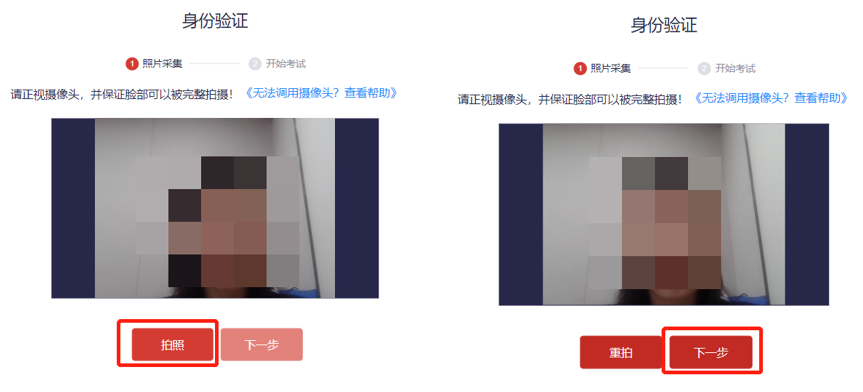 身份验证
1 照片采集 2 开始考试
请正视摄像头，并保证脸部可以被完整拍摄！《无法调用摄像头？查看帮助》
拍照 下一步
身份验证
1 照片采集 2 开始考试
请正视摄像头，并保证脸部可以被完整拍摄！《无法调用摄像头？查看帮助》
重拍 下一步